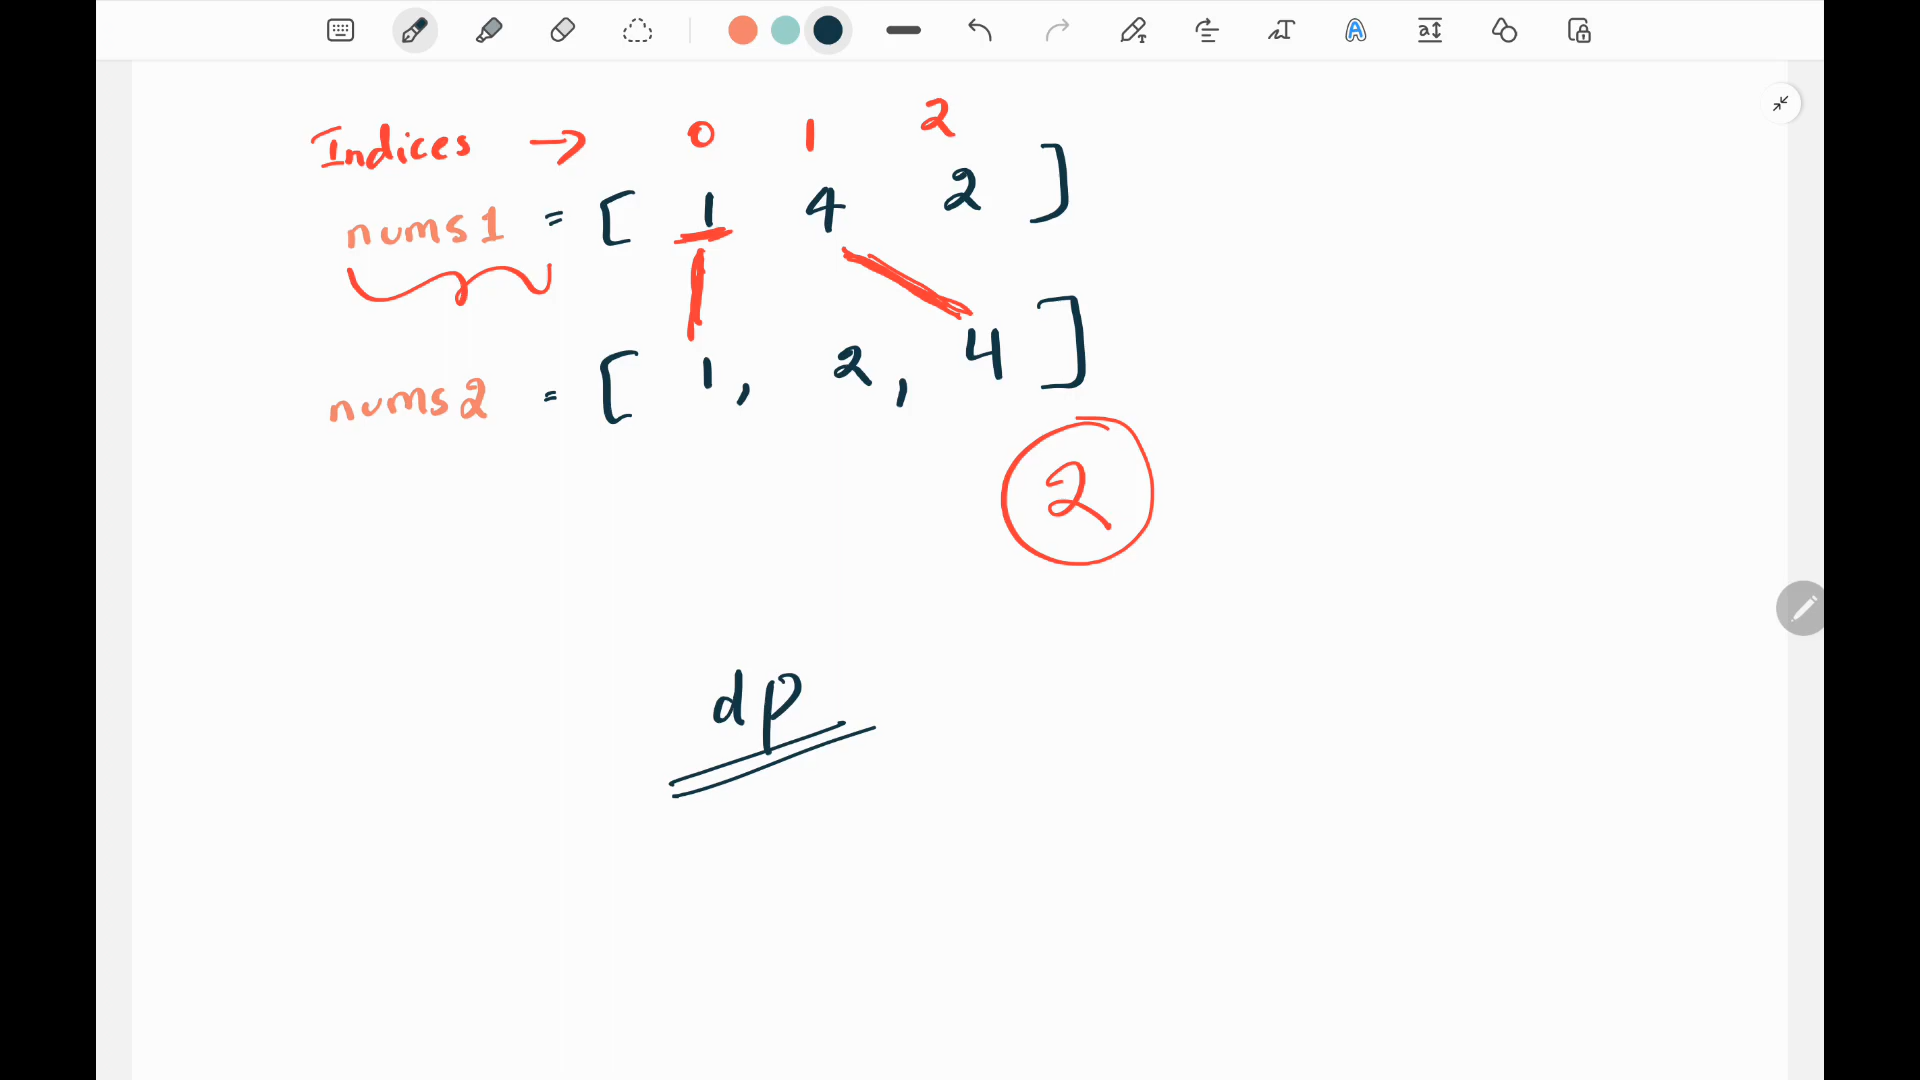 Indices → 0 1 2
nums1 = [ 1 4 2 ]
nums2 = [ 1, 2, 4 ]
2
dp